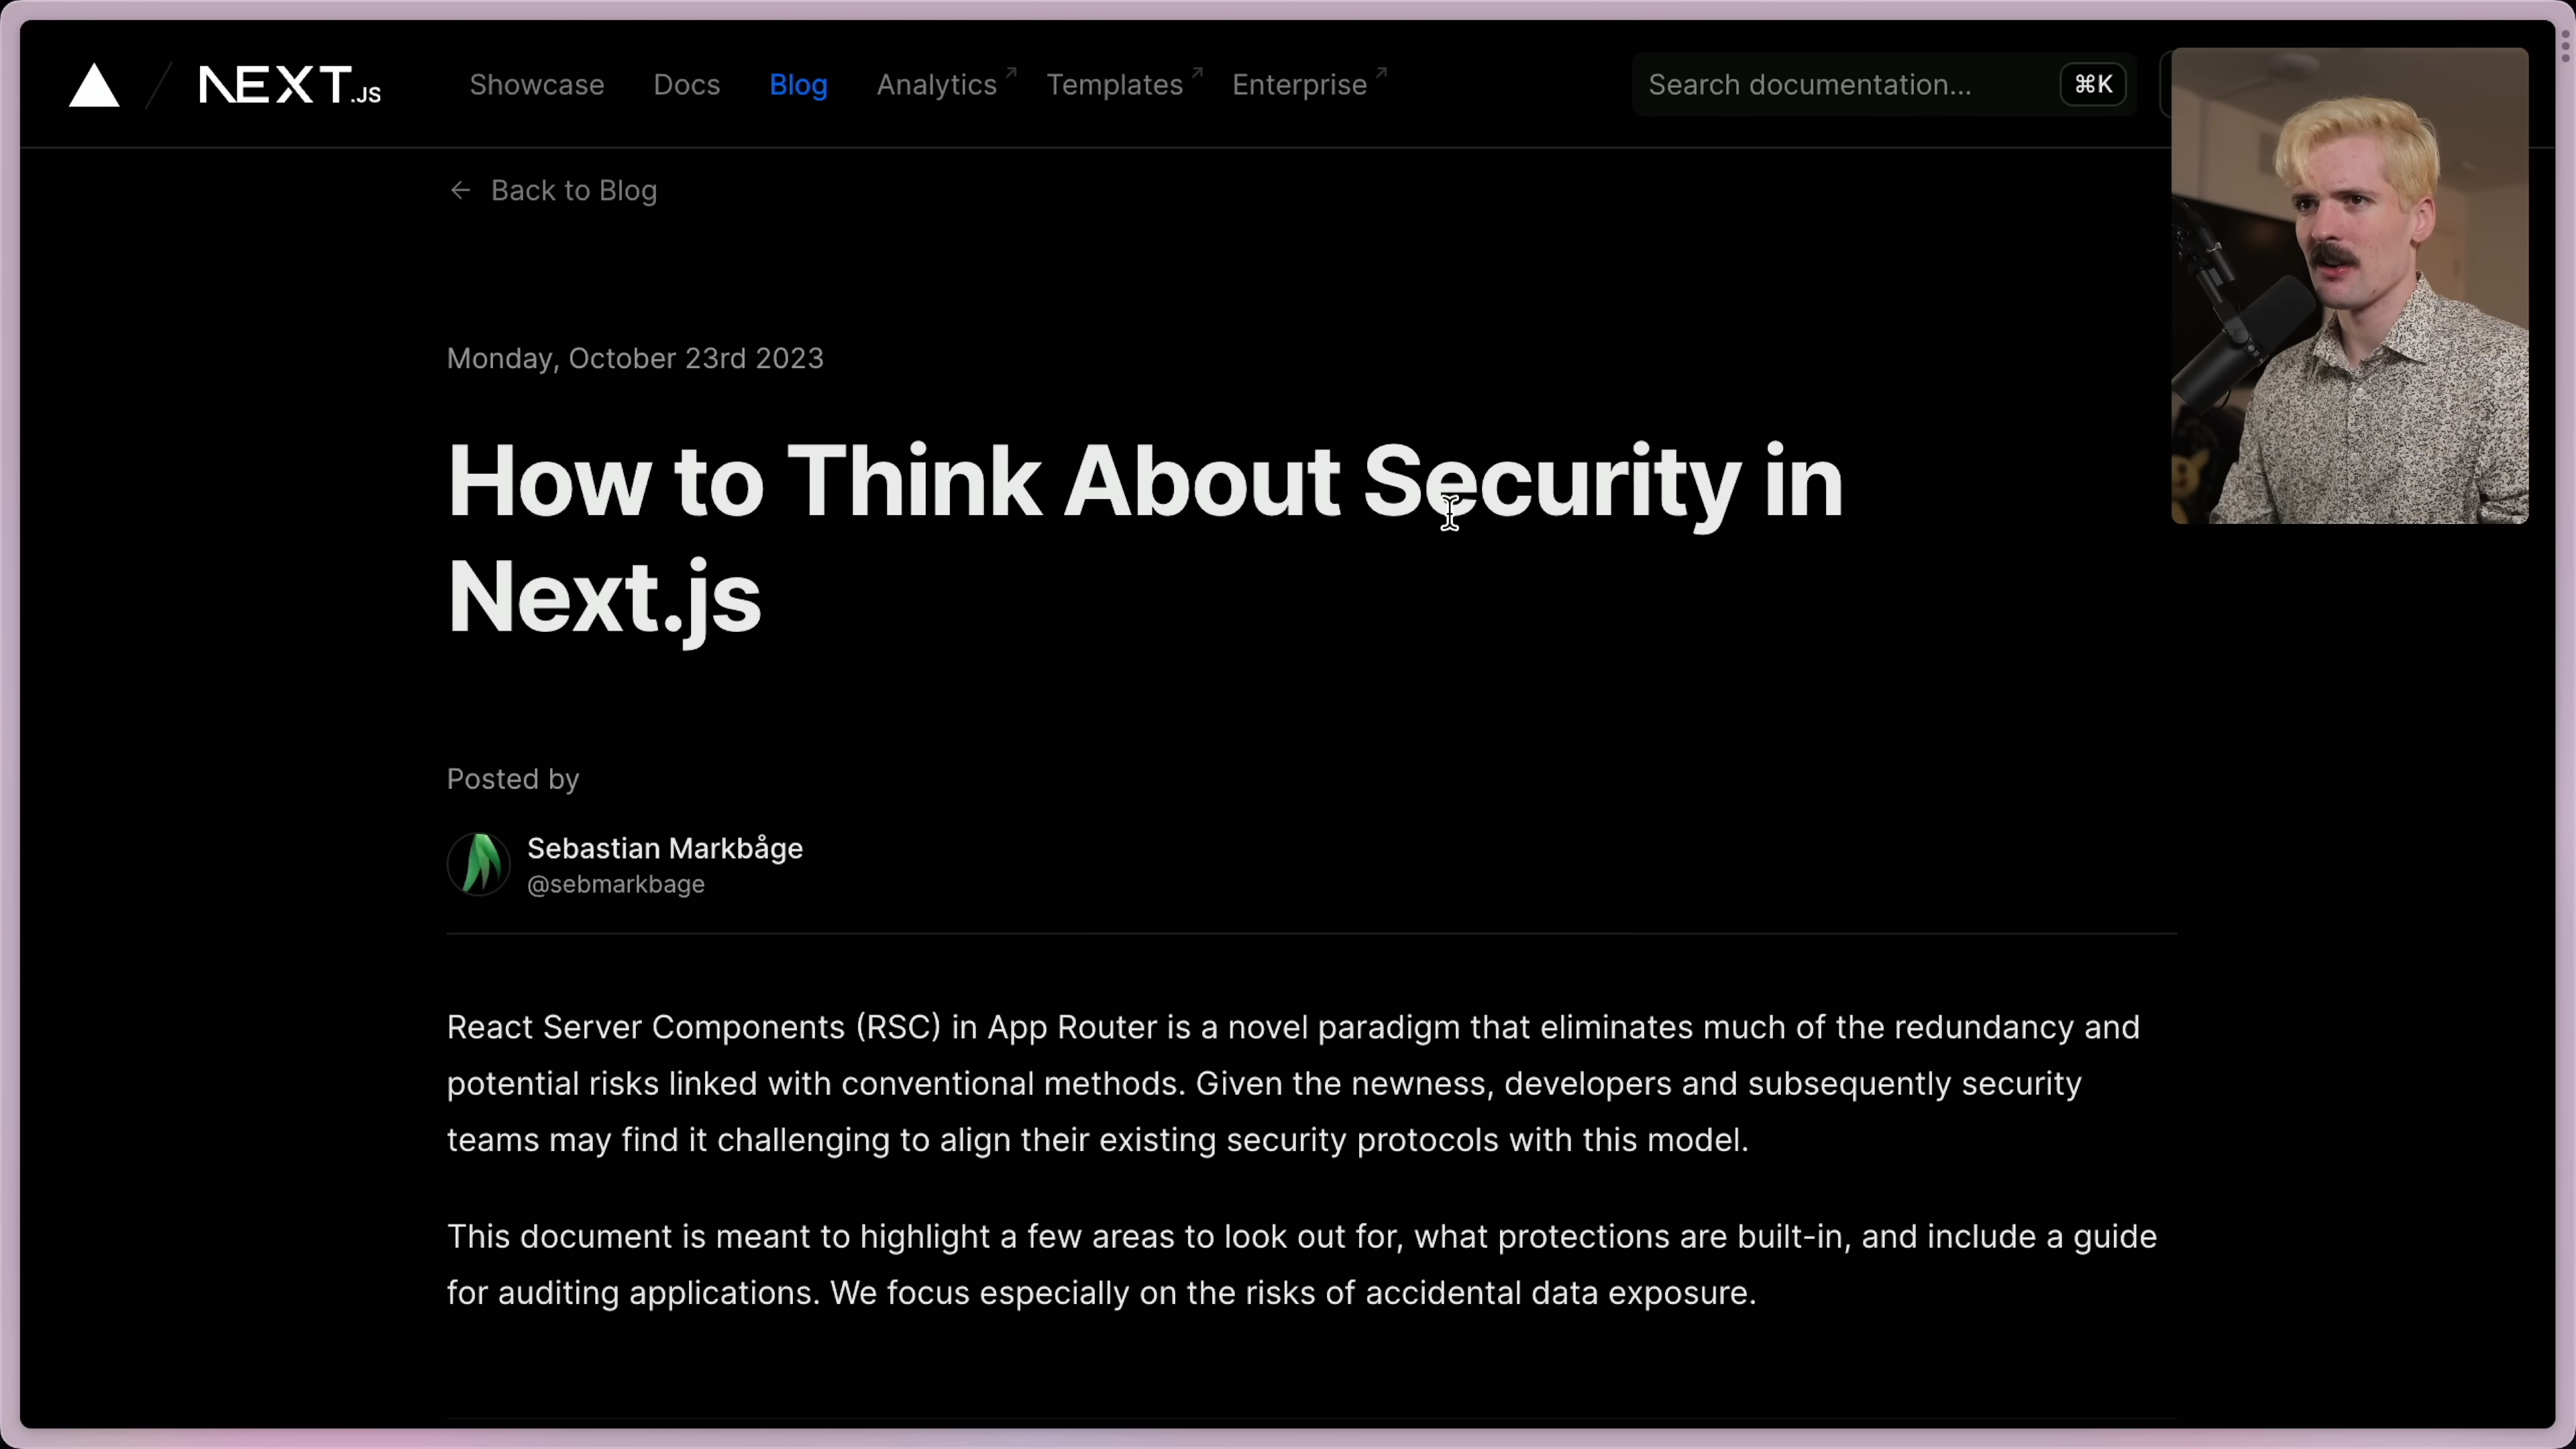 NEXT.JS
Showcase
Docs
Blog
Analytics
Templates
Enterprise
Search documentation...
⌘K
Back to Blog
Monday, October 23rd 2023
How to Think About Security in
Next.js
Posted by
Sebastian Markbåge
@sebmarkbage
React Server Components (RSC) in App Router is a novel paradigm that eliminates much of the redundancy and
potential risks linked with conventional methods. Given the newness, developers and subsequently security
teams may find it challenging to align their existing security protocols with this model.
This document is meant to highlight a few areas to look out for, what protections are built-in, and include a guide
for auditing applications. We focus especially on the risks of accidental data exposure.